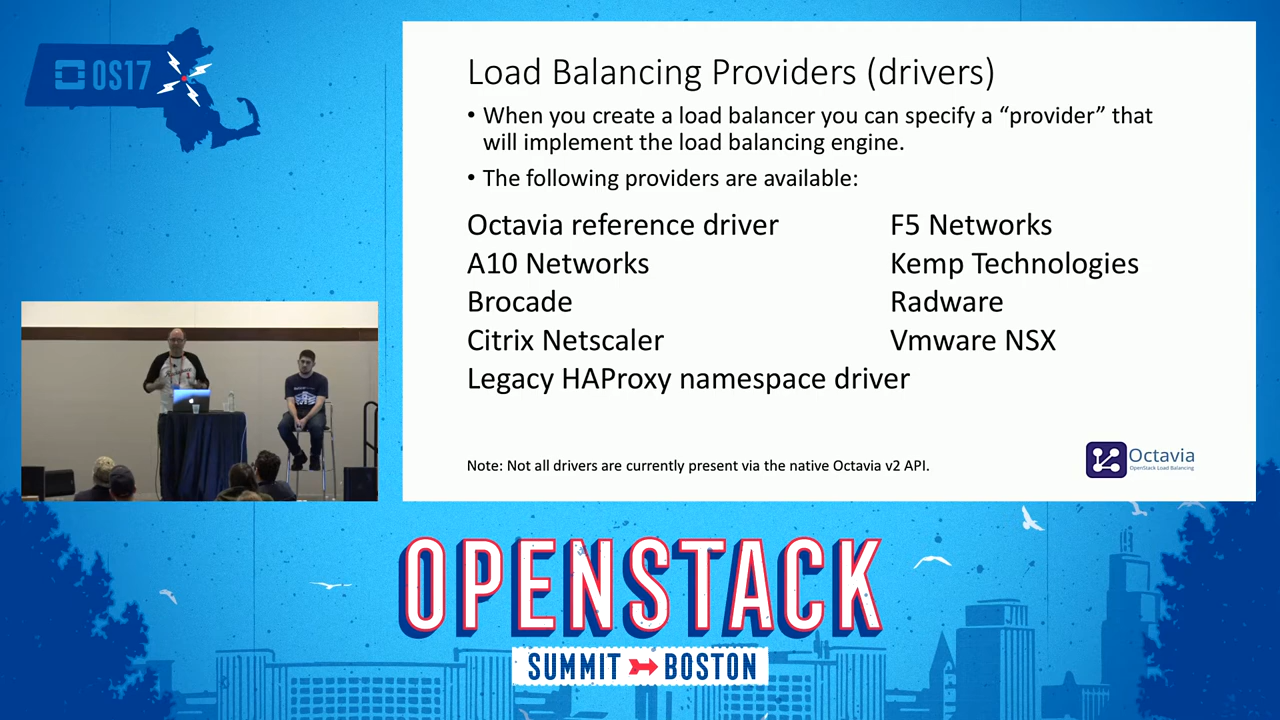 OS17
Load Balancing Providers (drivers)
• When you create a load balancer you can specify a “provider” that
will implement the load balancing engine.
• The following providers are available:
Octavia reference driver
A10 Networks
Brocade
Citrix Netscaler
Legacy HAProxy namespace driver
F5 Networks
Kemp Technologies
Radware
Vmware NSX
Note: Not all drivers are currently present via the native Octavia v2 API.
Octavia
OpenStack Load Balancing
OPENSTACK
SUMMIT BOSTON